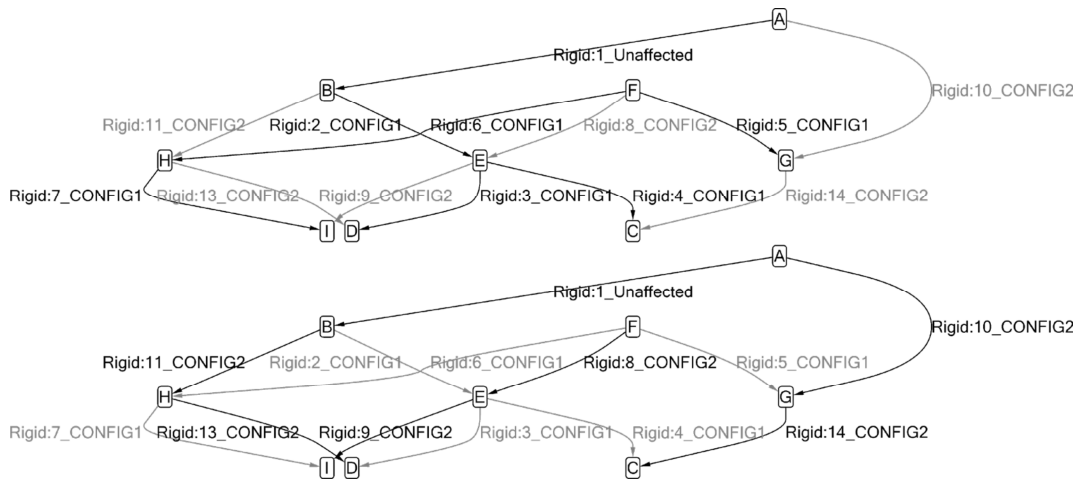 A
Rigid:1_Unaffected
B
F
Rigid:10_CONFIG2
Rigid:11_CONFIG2
Rigid:2_CONFIG1
Rigid:6_CONFIG1
Rigid:8_CONFIG2
Rigid:5_CONFIG1
H
E
G
Rigid:7_CONFIG1
Rigid:13_CONFIG2
Rigid:9_CONFIG2
Rigid:3_CONFIG1
Rigid:4_CONFIG1
Rigid:14_CONFIG2
I
D
C
A
Rigid:1_Unaffected
B
F
Rigid:10_CONFIG2
Rigid:11_CONFIG2
Rigid:2_CONFIG1
Rigid:6_CONFIG1
Rigid:8_CONFIG2
Rigid:5_CONFIG1
H
E
G
Rigid:7_CONFIG1
Rigid:13_CONFIG2
Rigid:9_CONFIG2
Rigid:3_CONFIG1
Rigid:4_CONFIG1
Rigid:14_CONFIG2
I
D
C